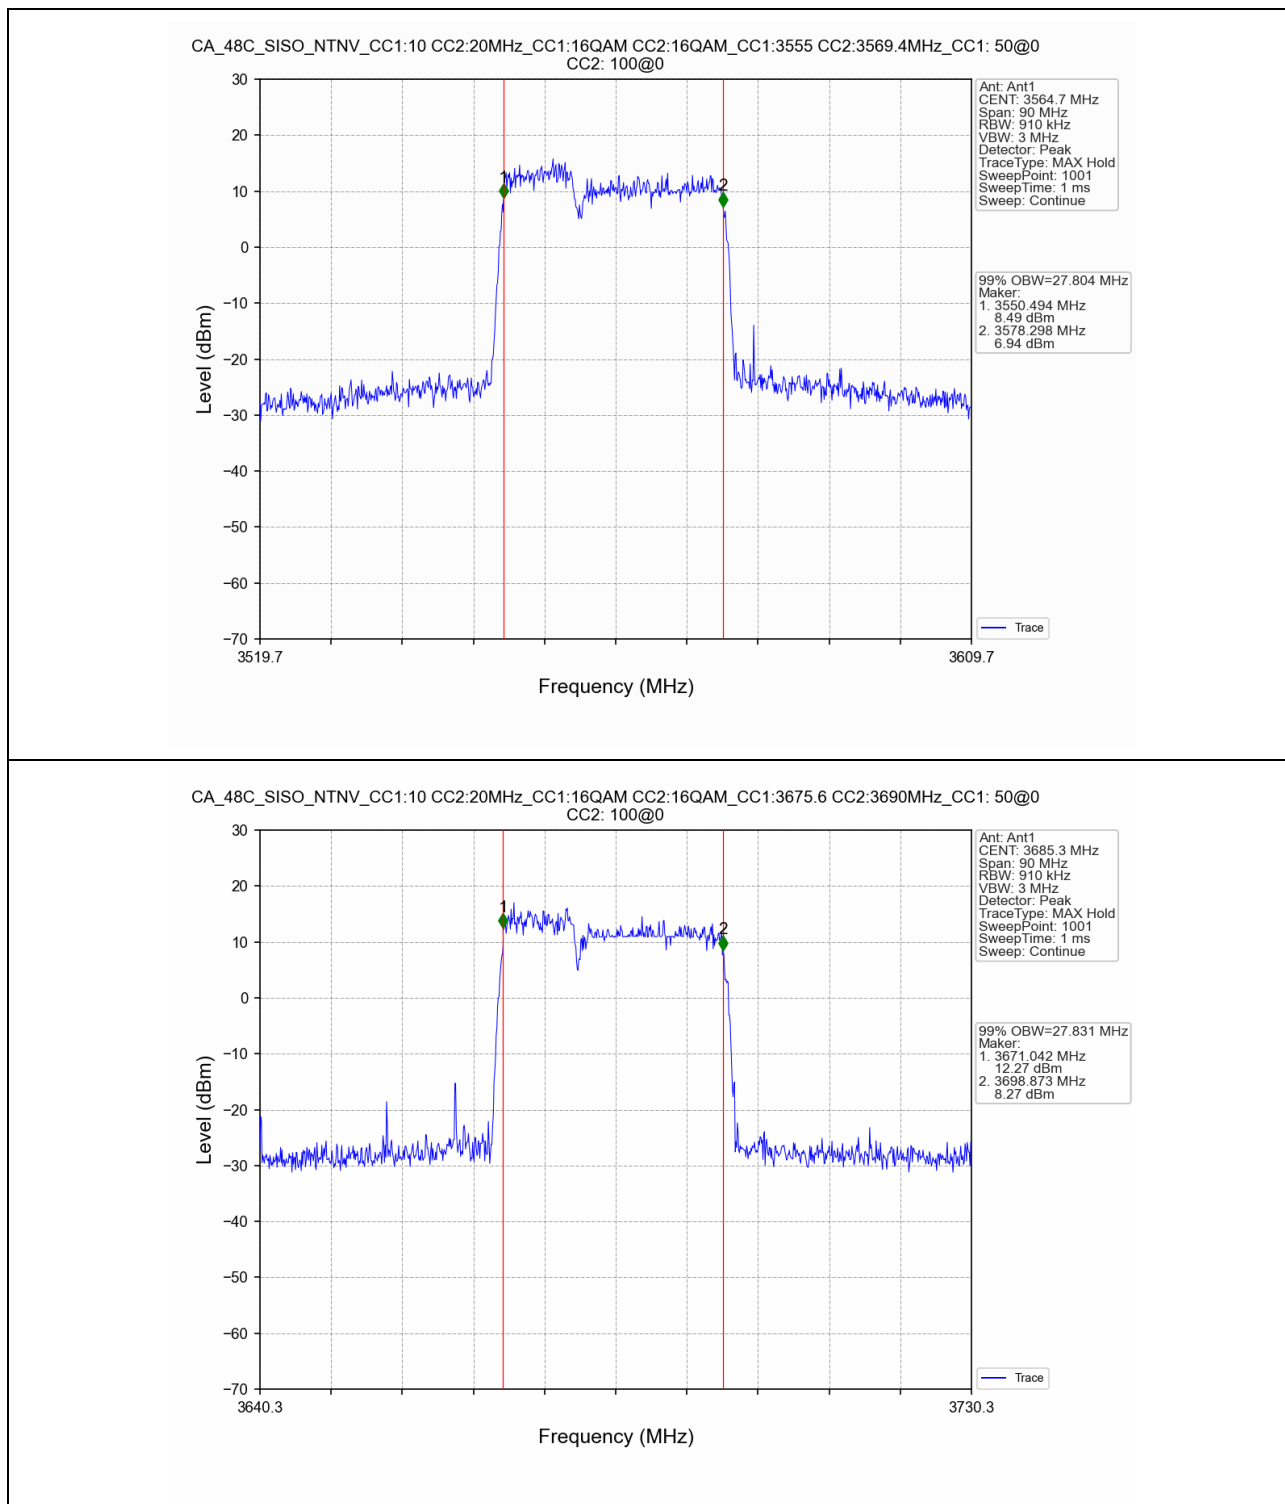 CA_48C_SISO_NTNV_CC1:10 CC2:20MHz_CC1:16QAM CC2:16QAM_CC1:3555 CC2:3569.4MHz_CC1: 50@0
CC2: 100@0
30
20
10
0
−10
−20
−30
−40
−50
−60
−70
Level (dBm)
1
2
3519.7
3609.7
Frequency (MHz)
Ant: Ant1
CENT: 3564.7 MHz
Span: 90 MHz
RBW: 910 kHz
VBW: 3 MHz
Detector: Peak
TraceType: MAX Hold
SweepPoint: 1001
SweepTime: 1 ms
Sweep: Continue
99% OBW=27.804 MHz
Maker:
1. 3550.494 MHz
8.49 dBm
2. 3578.298 MHz
6.94 dBm
Trace
CA_48C_SISO_NTNV_CC1:10 CC2:20MHz_CC1:16QAM CC2:16QAM_CC1:3675.6 CC2:3690MHz_CC1: 50@0
CC2: 100@0
30
20
10
0
−10
−20
−30
−40
−50
−60
−70
Level (dBm)
1
2
3640.3
3730.3
Frequency (MHz)
Ant: Ant1
CENT: 3685.3 MHz
Span: 90 MHz
RBW: 910 kHz
VBW: 3 MHz
Detector: Peak
TraceType: MAX Hold
SweepPoint: 1001
SweepTime: 1 ms
Sweep: Continue
99% OBW=27.831 MHz
Maker:
1. 3671.042 MHz
12.27 dBm
2. 3698.873 MHz
8.27 dBm
Trace